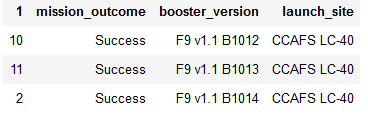 1 mission_outcome booster_version launch_site
10 Success F9 v1.1 B1012 CCAFS LC-40
11 Success F9 v1.1 B1013 CCAFS LC-40
2 Success F9 v1.1 B1014 CCAFS LC-40